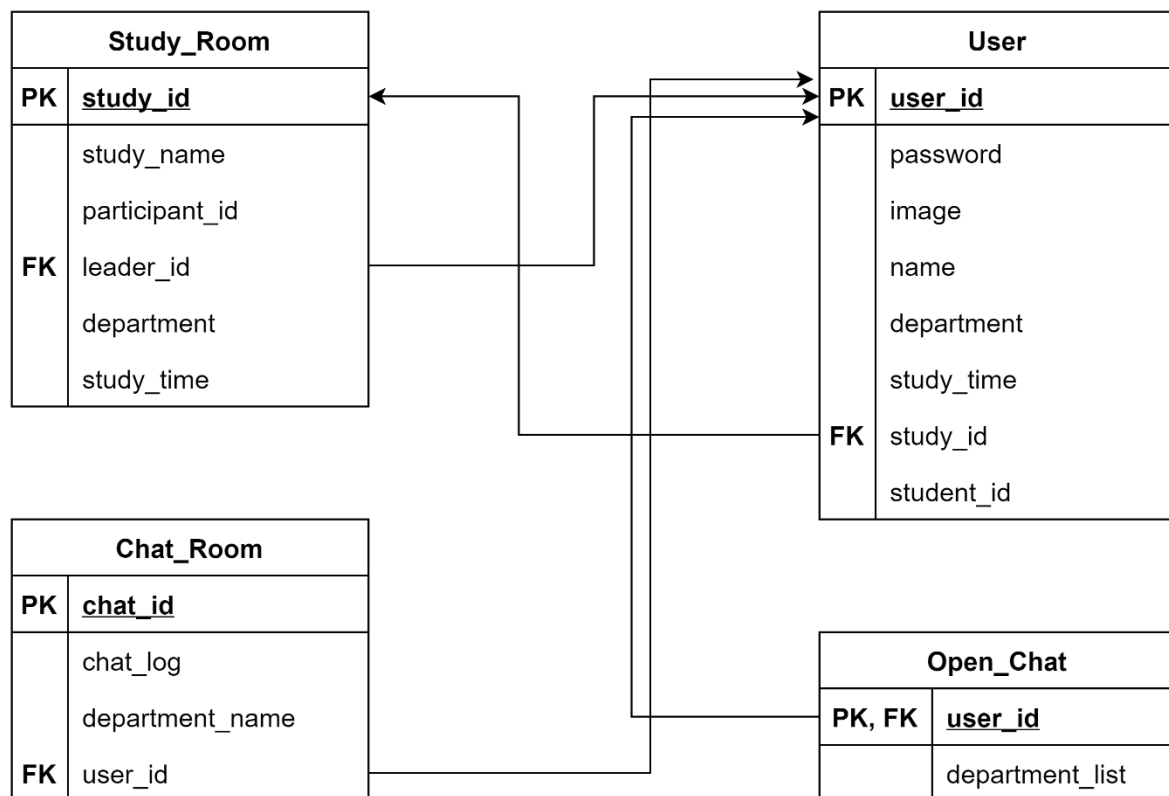 Study_Room
PK study_id
study_name
participant_id
FK leader_id
department
study_time
User
PK user_id
password
image
name
department
study_time
FK study_id
student_id
Chat_Room
PK chat_id
chat_log
department_name
FK user_id
Open_Chat
PK, FK user_id
department_list